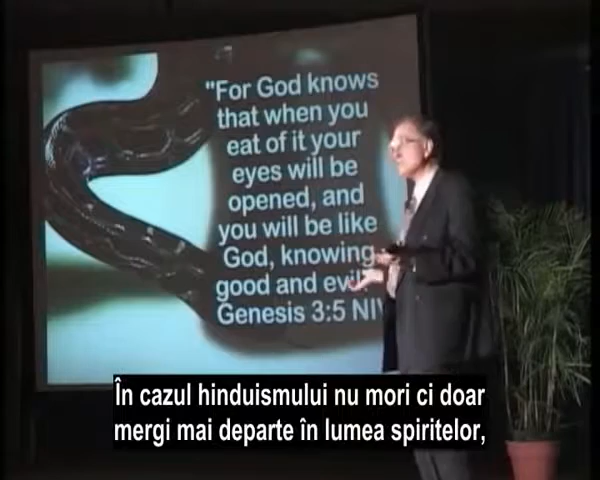 "For God knows
that when you
eat of it your
eyes will be
opened, and
you will be like
God, knowing
good and evil."
Genesis 3:5 NIV
În cazul hinduismului nu mori ci doar
mergi mai departe în lumea spiritelor,